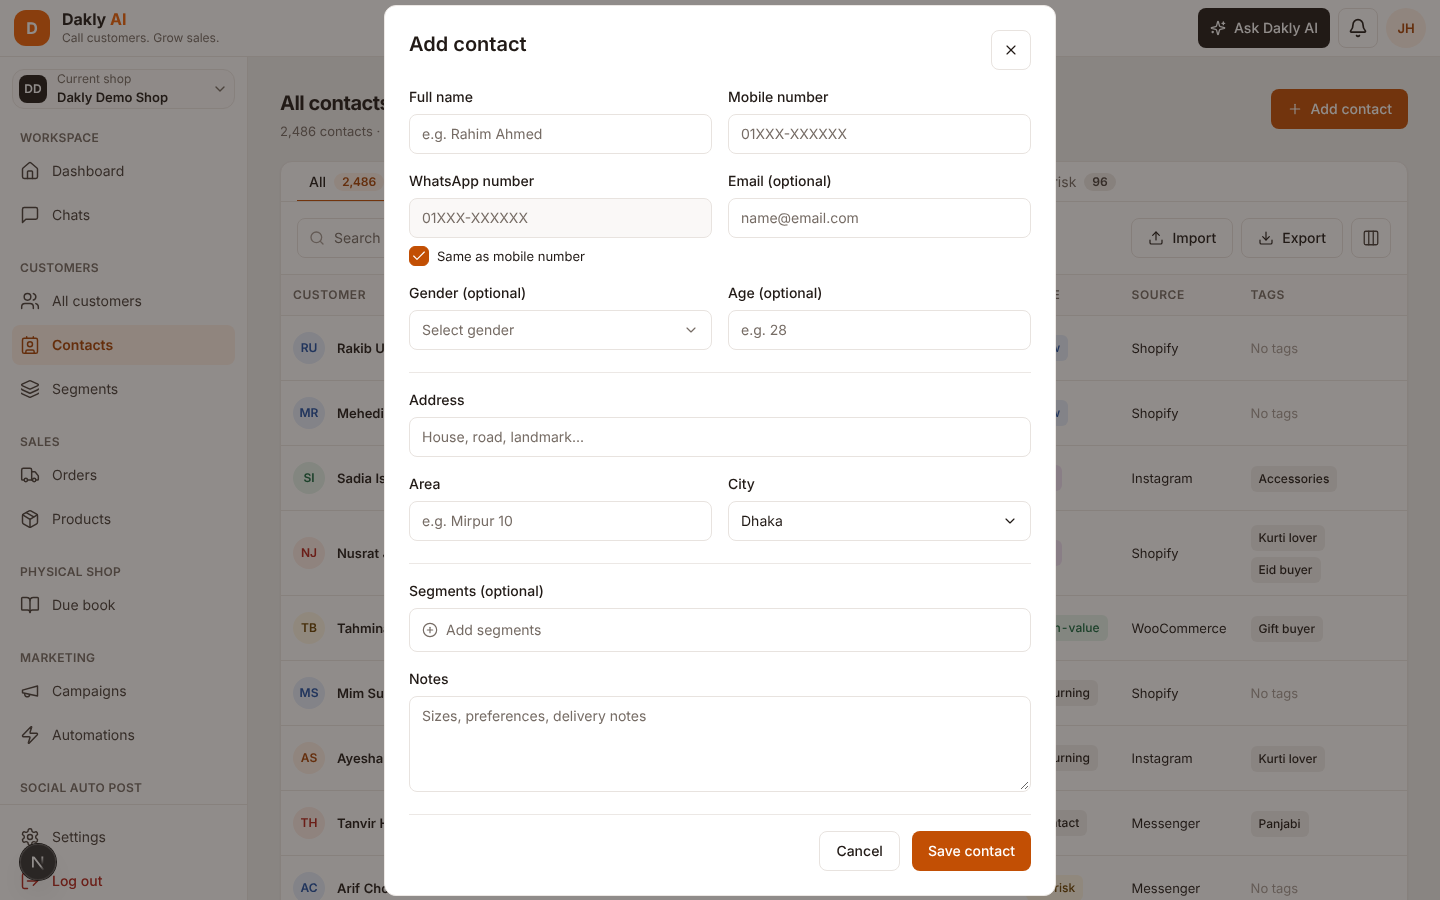 D
Dakly AI
Call customers. Grow sales.
Ask Dakly AI
JH
DD
Current shop
Dakly Demo Shop
WORKSPACE
Dashboard
Chats
CUSTOMERS
All customers
Contacts
Segments
SALES
Orders
Products
PHYSICAL SHOP
Due book
MARKETING
Campaigns
Automations
SOCIAL AUTO POST
Settings
N
Log out
All contacts
2,486 contacts ·
+ Add contact
All 2,486
risk 96
Search
Import
Export
CUSTOMER
SOURCE
TAGS
RU Rakib
Shopify
No tags
MR Mehedi
Shopify
No tags
SI Sadia
Instagram
Accessories
NJ Nusrat
Shopify
Kurti lover
Eid buyer
TB Tahmin
n-value
WooCommerce
Gift buyer
MS Mim Su
urning
Shopify
No tags
AS Ayesha
urning
Instagram
Kurti lover
TH Tanvir
tact
Messenger
Panjabi
AC Arif Cho
risk
Messenger
No tags
Add contact
Full name
e.g. Rahim Ahmed
Mobile number
01XXX-XXXXXX
WhatsApp number
01XXX-XXXXXX
Same as mobile number
Email (optional)
name@email.com
Gender (optional)
Select gender
Age (optional)
e.g. 28
Address
House, road, landmark...
Area
e.g. Mirpur 10
City
Dhaka
Segments (optional)
Add segments
Notes
Sizes, preferences, delivery notes
Cancel
Save contact